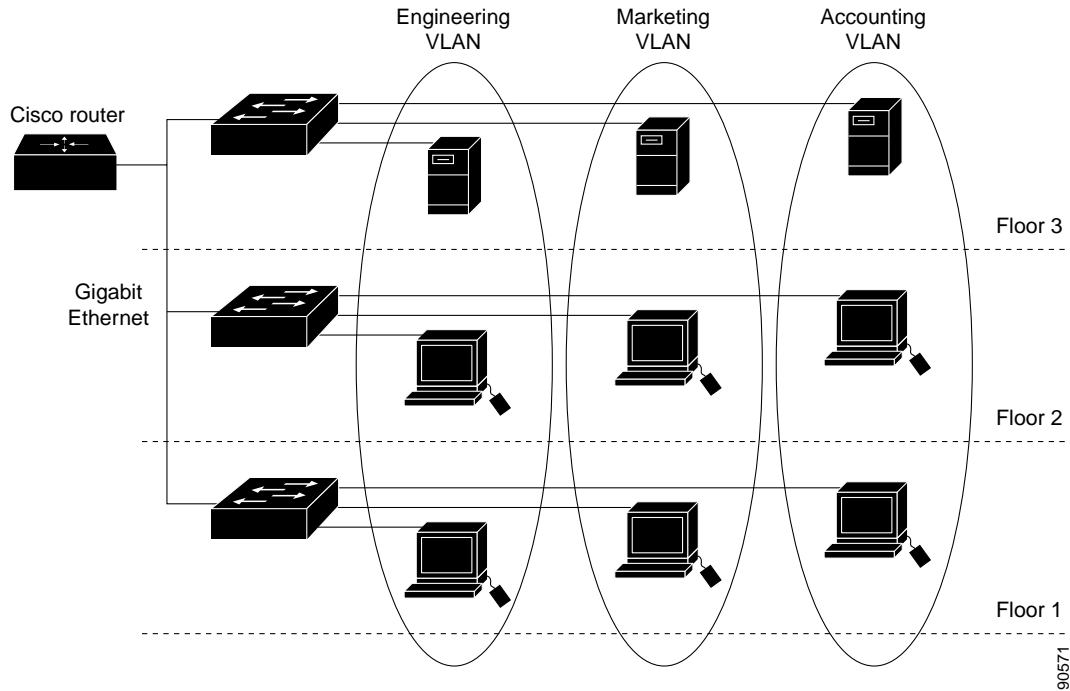 Engineering
VLAN
Marketing
VLAN
Accounting
VLAN
Cisco router
Floor 3
Gigabit
Ethernet
Floor 2
Floor 1
90571